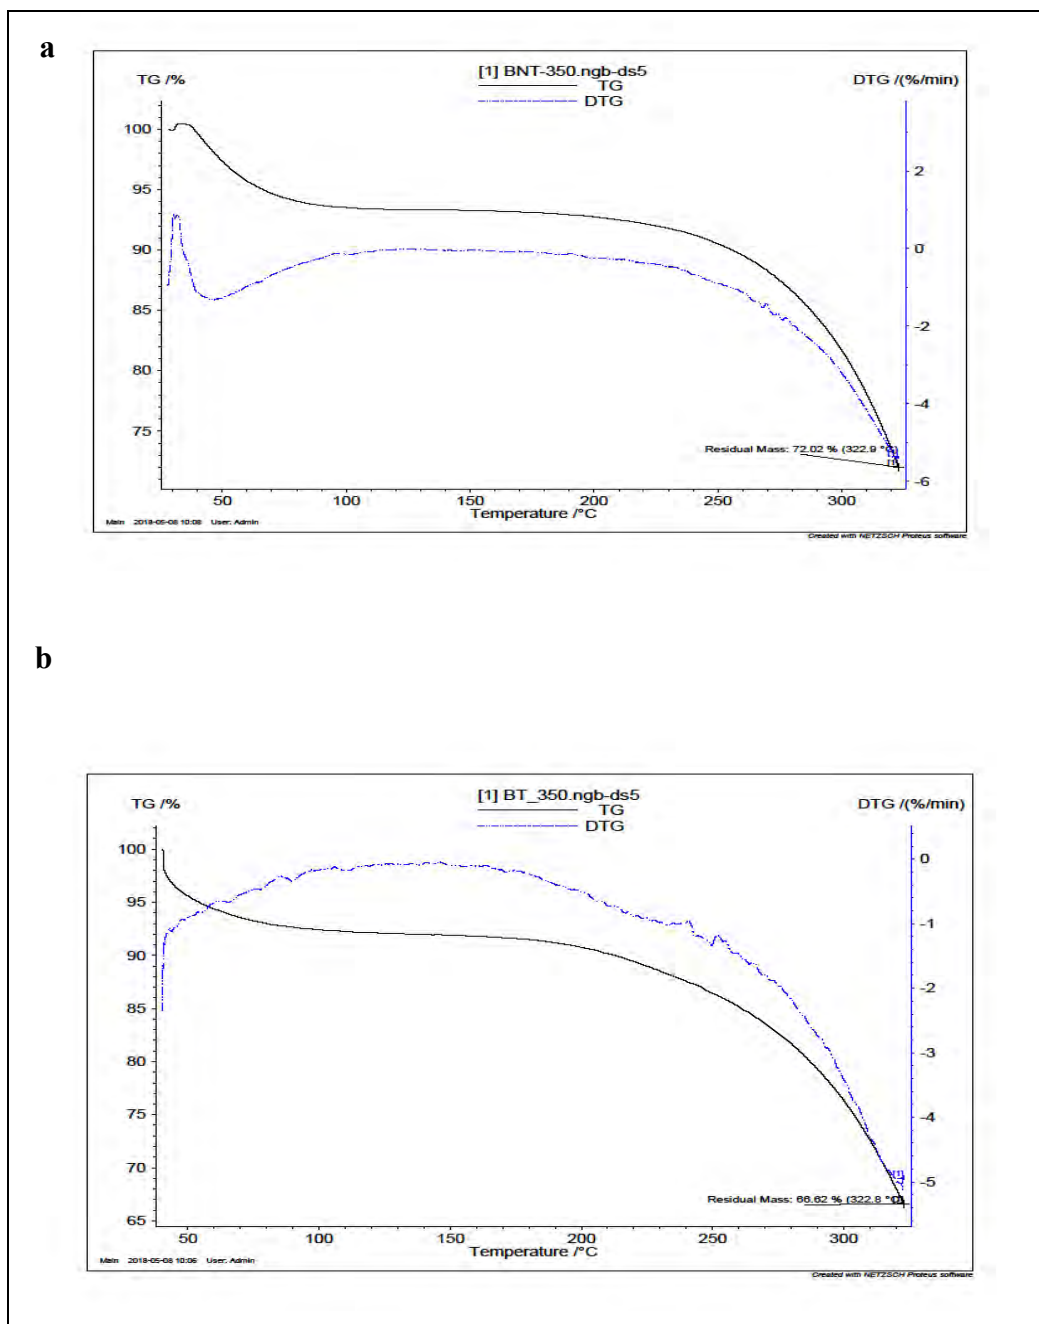 a
[1] BNT-350.ngb-ds5
TG /%
TG
DTG /(%/min)
DTG
100
95
90
85
80
75
2
0
-2
-4
-6
Residual Mass: 72.02 % (322.9 °C)
[1]
50
100
150
200
250
300
Temperature /°C
Main 2018-05-08 10:08 User: Admin
Created with NETZSCH Proteus software
b
[1] BT_350.ngb-ds5
TG /%
TG
DTG /(%/min)
DTG
100
95
90
85
80
75
70
65
0
-1
-2
-3
-4
-5
[1]
Residual Mass: 66.62 % (322.8 °C)
50
100
150
200
250
300
Temperature /°C
Main 2018-05-08 10:06 User: Admin
Created with NETZSCH Proteus software